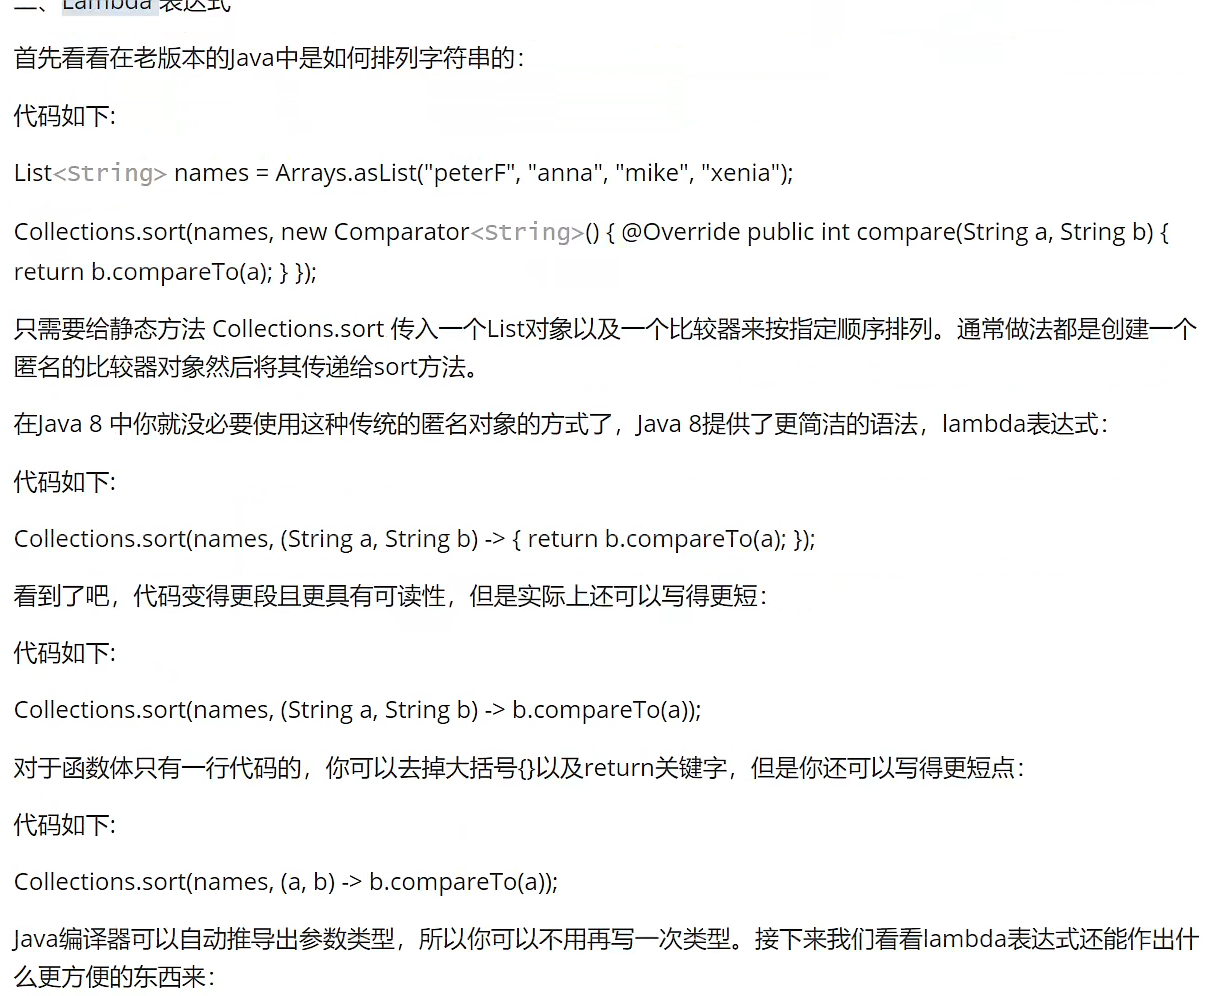 二、Lambda 表达式
首先看看在老版本的Java中是如何排列字符串的：
代码如下:
List<String> names = Arrays.asList("peterF", "anna", "mike", "xenia");
Collections.sort(names, new Comparator<String>() { @Override public int compare(String a, String b) {
return b.compareTo(a); } });
只需要给静态方法 Collections.sort 传入一个List对象以及一个比较器来按指定顺序排列。通常做法都是创建一个
匿名的比较器对象然后将其传递给sort方法。
在Java 8 中你就没必要使用这种传统的匿名对象的方式了，Java 8提供了更简洁的语法，lambda表达式：
代码如下:
Collections.sort(names, (String a, String b) -> { return b.compareTo(a); });
看到了吧，代码变得更段且更具有可读性，但是实际上还可以写得更短：
代码如下:
Collections.sort(names, (String a, String b) -> b.compareTo(a));
对于函数体只有一行代码的，你可以去掉大括号{}以及return关键字，但是你还可以写得更短点：
代码如下:
Collections.sort(names, (a, b) -> b.compareTo(a));
Java编译器可以自动推导出参数类型，所以你可以不用再写一次类型。接下来我们看看lambda表达式还能作出什
么更方便的东西来：